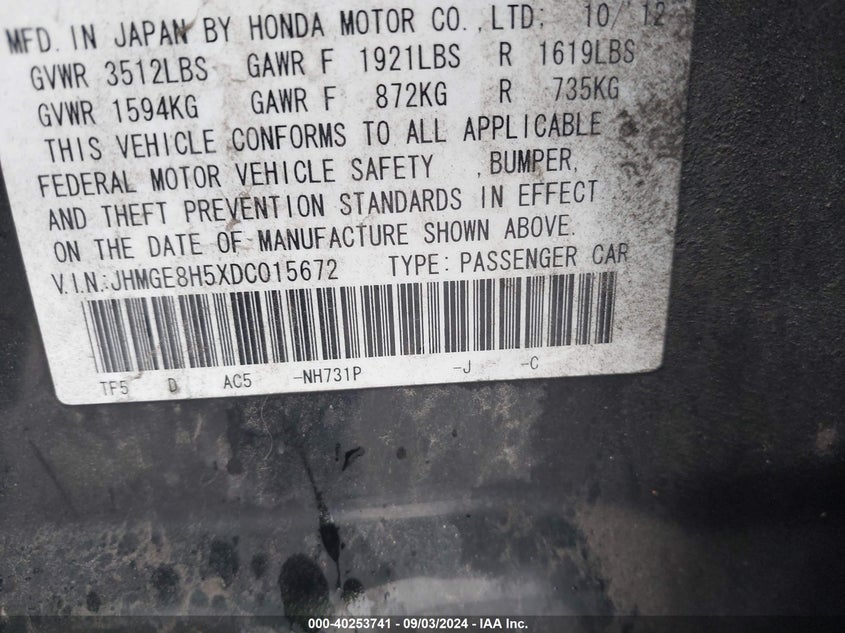 MFD. IN JAPAN BY HONDA MOTOR CO.,LTD; 10/'12
GVWR 3512LBS GAWR F 1921LBS R 1619LBS
GVWR 1594KG GAWR F 872KG R 735KG
THIS VEHICLE CONFORMS TO ALL APPLICABLE
FEDERAL MOTOR VEHICLE SAFETY ,BUMPER,
AND THEFT PREVENTION STANDARDS IN EFFECT
ON THE DATE OF MANUFACTURE SHOWN ABOVE.
V.I.N.:JHMGE8H5XDC015672 TYPE:PASSENGER CAR
TF5 D AC5 -NH731P -J -C
000-40253741 - 09/03/2024 - IAA Inc.